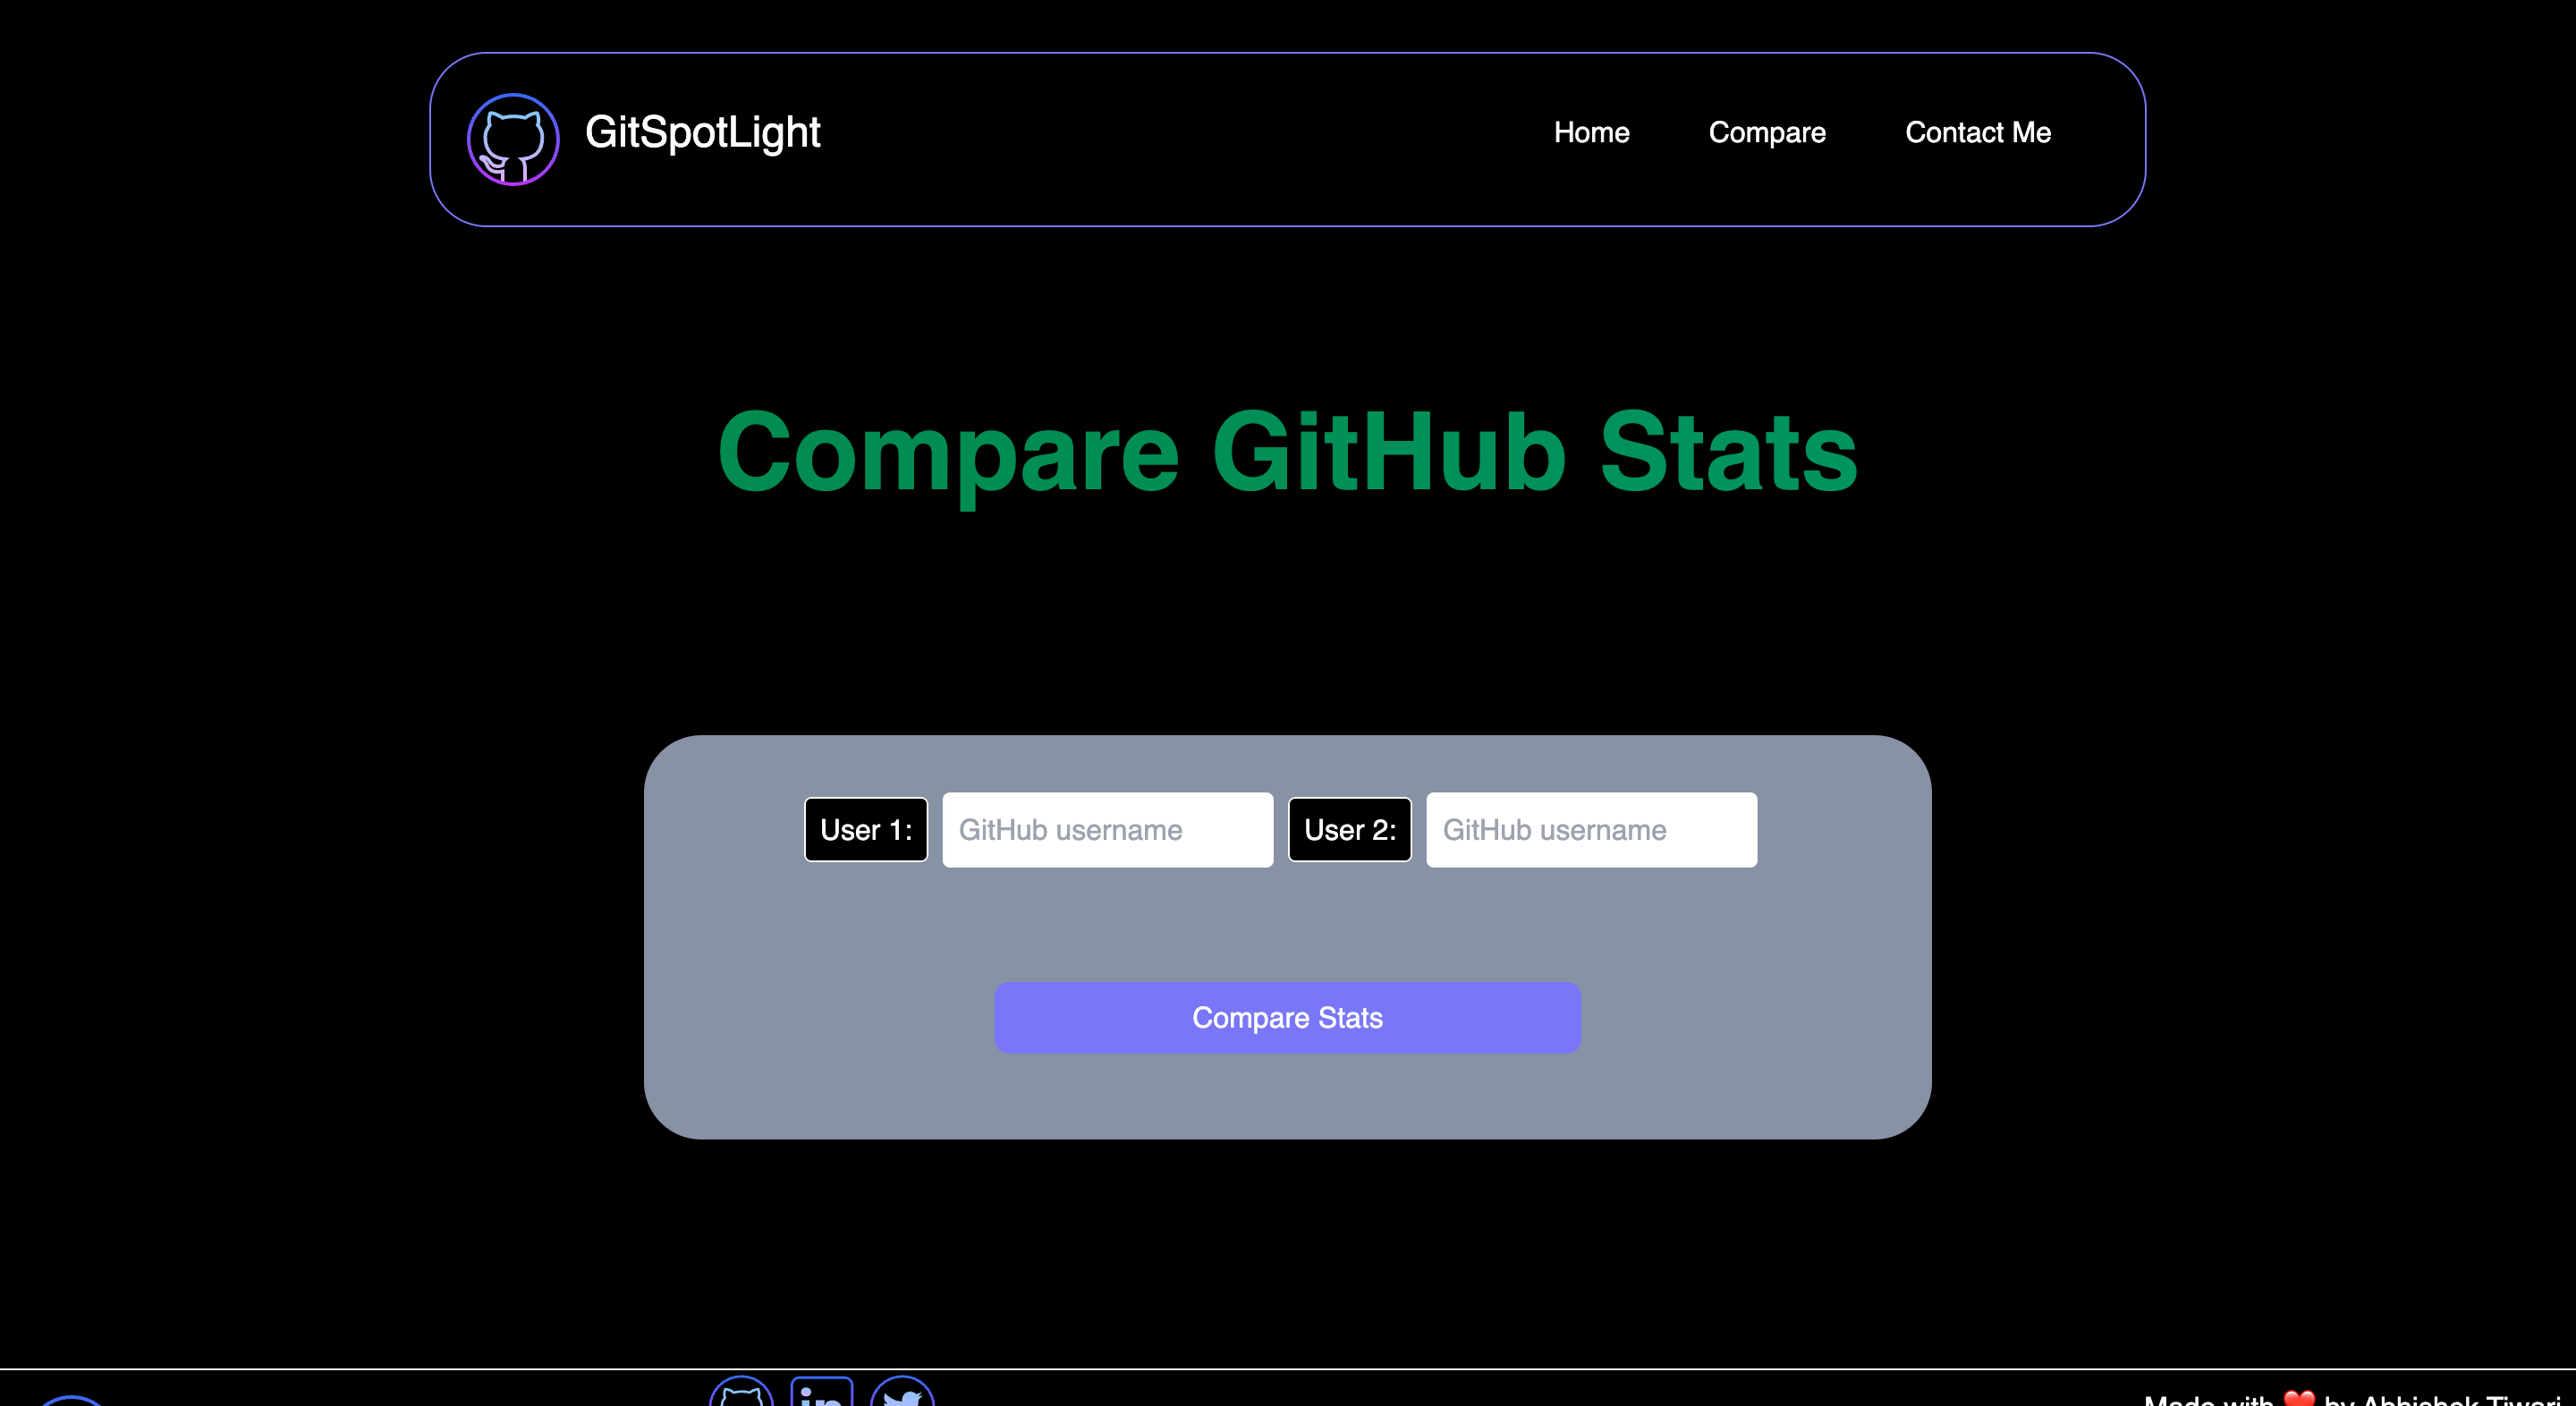 GitSpotLight
Home Compare Contact Me
Compare GitHub Stats
User 1: GitHub username User 2: GitHub username
Compare Stats
in
Made with ❤️ by Abhishek Tiwari